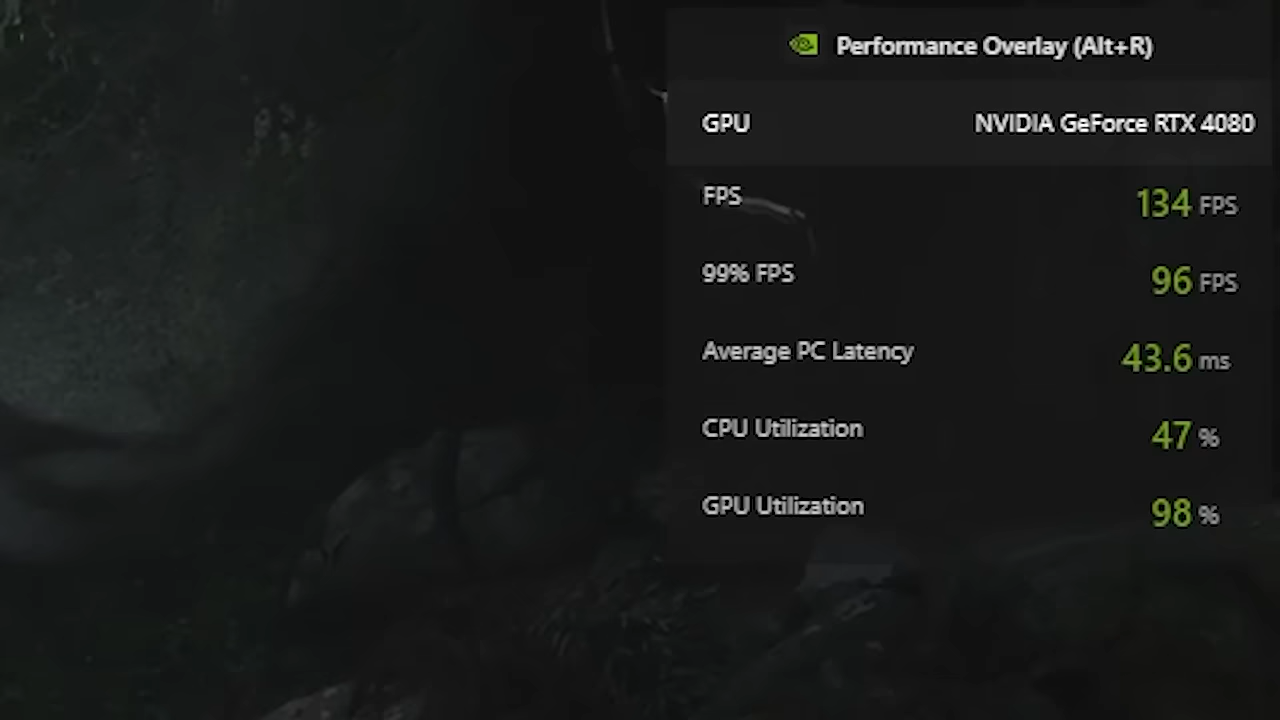 Performance Overlay (Alt+R)
GPU NVIDIA GeForce RTX 4080
FPS 134 FPS
99% FPS 96 FPS
Average PC Latency 43.6 ms
CPU Utilization 47 %
GPU Utilization 98 %